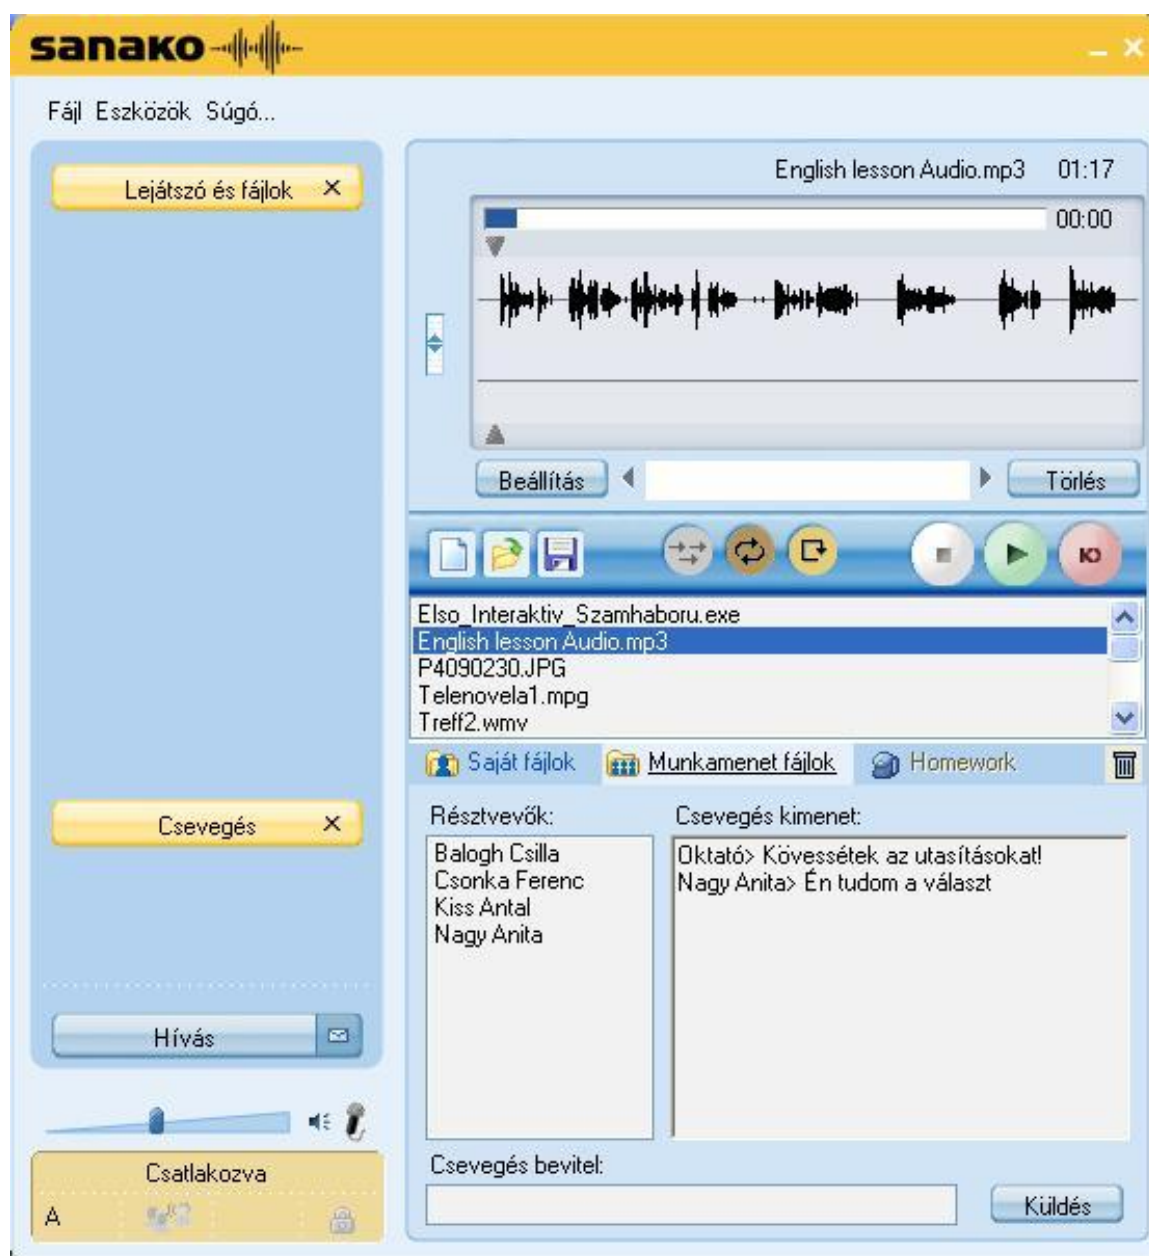 sanako
Fájl Eszközök Súgó...
Lejátszó és fájlok
English lesson Audio.mp3 01:17
00:00
Beállítás
Törlés
Elso_Interaktiv_Szamhaboru.exe
English lesson Audio.mp3
P4090230.JPG
Telenovela1.mpg
Treff2.wmv
Saját fájlok Munkamenet fájlok Homework
Csevegés
Résztvevők:
Balogh Csilla
Csonka Ferenc
Kiss Antal
Nagy Anita
Csevegés kimenet:
Oktató> Kövessétek az utasításokat!
Nagy Anita> Én tudom a választ
Hívás
Csatlakozva
A
Csevegés bevitel:
Küldés